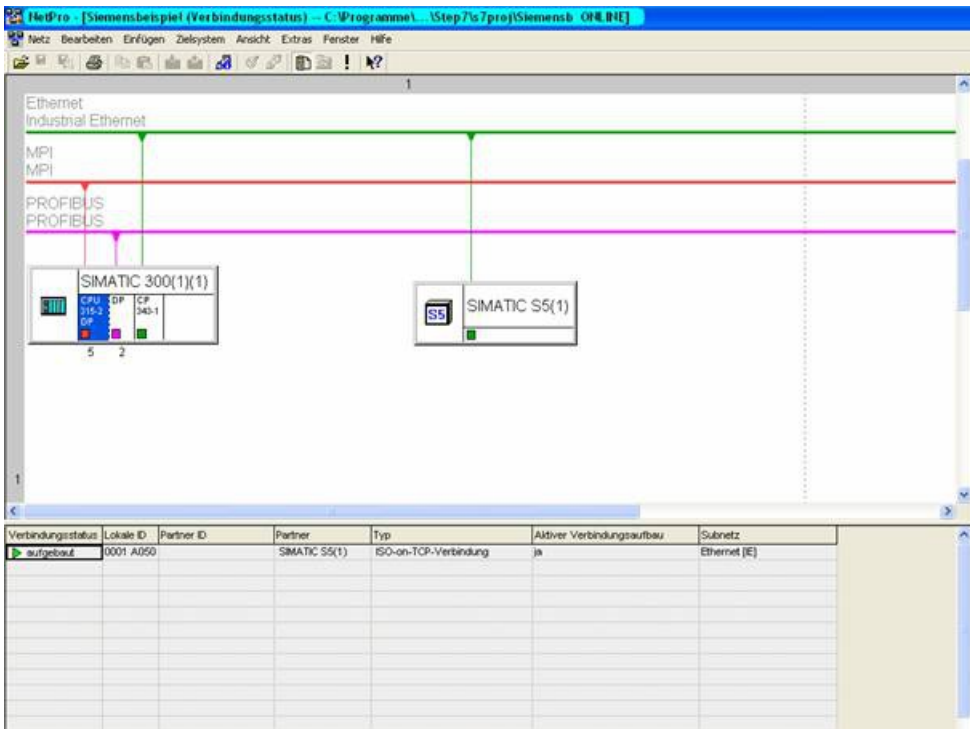 NetPro - [Siemensbeispiel (Verbindungsstatus) -- C:\Programme\...\Step7\s7proj\Siemensb ONLINE]
Netz Bearbeiten Einfügen Zielsystem Ansicht Extras Fenster Hilfe
1
Ethernet
Industrial Ethernet
MPI
MPI
PROFIBUS
PROFIBUS
SIMATIC 300(1)(1)
CPU 315-2 DP
DP
CP 343-1
5 2
S5
SIMATIC S5(1)
1
Verbindungsstatus Lokale ID Partner ID Partner Typ Aktiver Verbindungsaufbau Subnetz
aufgebaut 0001 A050 SIMATIC S5(1) ISO-on-TCP-Verbindung ja Ethernet [IE]